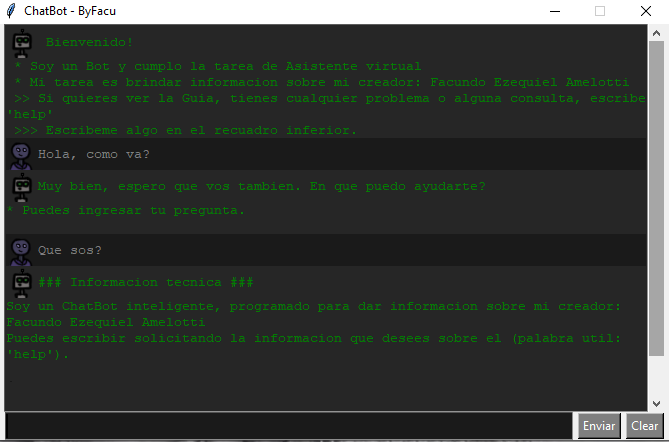 ChatBot - ByFacu
Bienvenido!
* Soy un Bot y cumplo la tarea de Asistente virtual
* Mi tarea es brindar informacion sobre mi creador: Facundo Ezequiel Amelotti
>> Si quieres ver la Guia, tienes cualquier problema o alguna consulta, escribe
'help'
>>> Escribeme algo en el recuadro inferior.
Hola, como va?
Muy bien, espero que vos tambien. En que puedo ayudarte?
* Puedes ingresar tu pregunta.
Que sos?
### Informacion tecnica ###
Soy un ChatBot inteligente, programado para dar informacion sobre mi creador:
Facundo Ezequiel Amelotti
Puedes escribir solicitando la informacion que desees sobre el (palabra util:
'help').
Enviar Clear